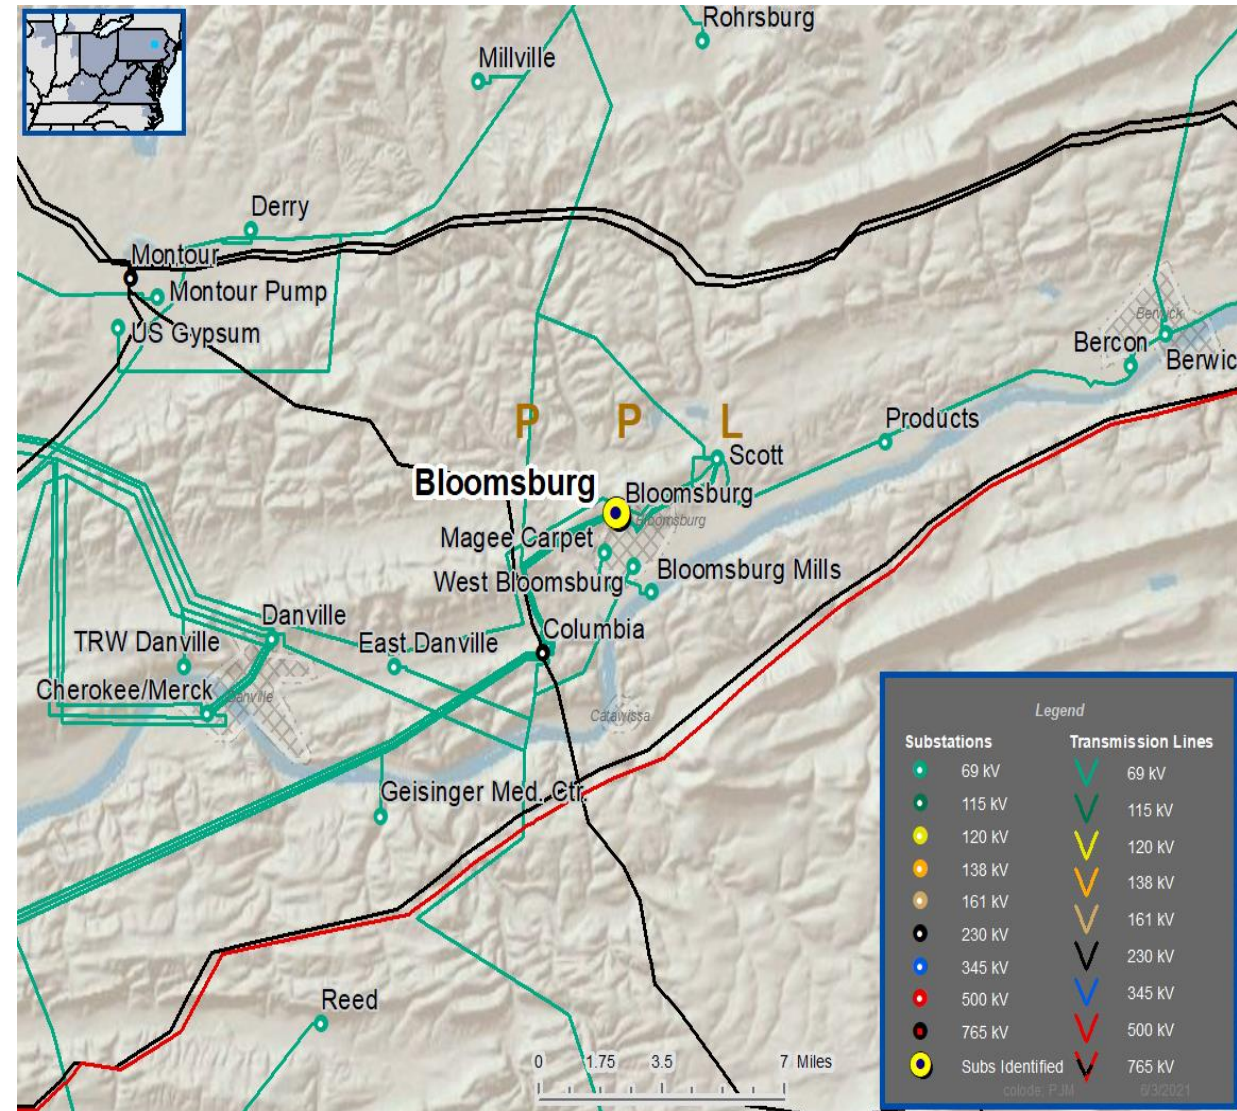 Rohrsburg
Millville
Derry
Montour
Montour Pump
US Gypsum
Berwick
Bercon
Berwic
P P L
Products
Scott
Bloomsburg
Bloomsburg
Bloomsburg
Magee Carpet
West Bloomsburg
Bloomsburg Mills
Danville
TRW Danville
East Danville
Columbia
Cherokee/Merck
Danville
Catawissa
Geisinger Med. Ctr.
Reed
0 1.75 3.5 7 Miles
Legend
Substations Transmission Lines
69 kV 69 kV
115 kV 115 kV
120 kV 120 kV
138 kV 138 kV
161 kV 161 kV
230 kV 230 kV
345 kV 345 kV
500 kV 500 kV
765 kV 765 kV
Subs Identified
colode, PJM 6/3/2021